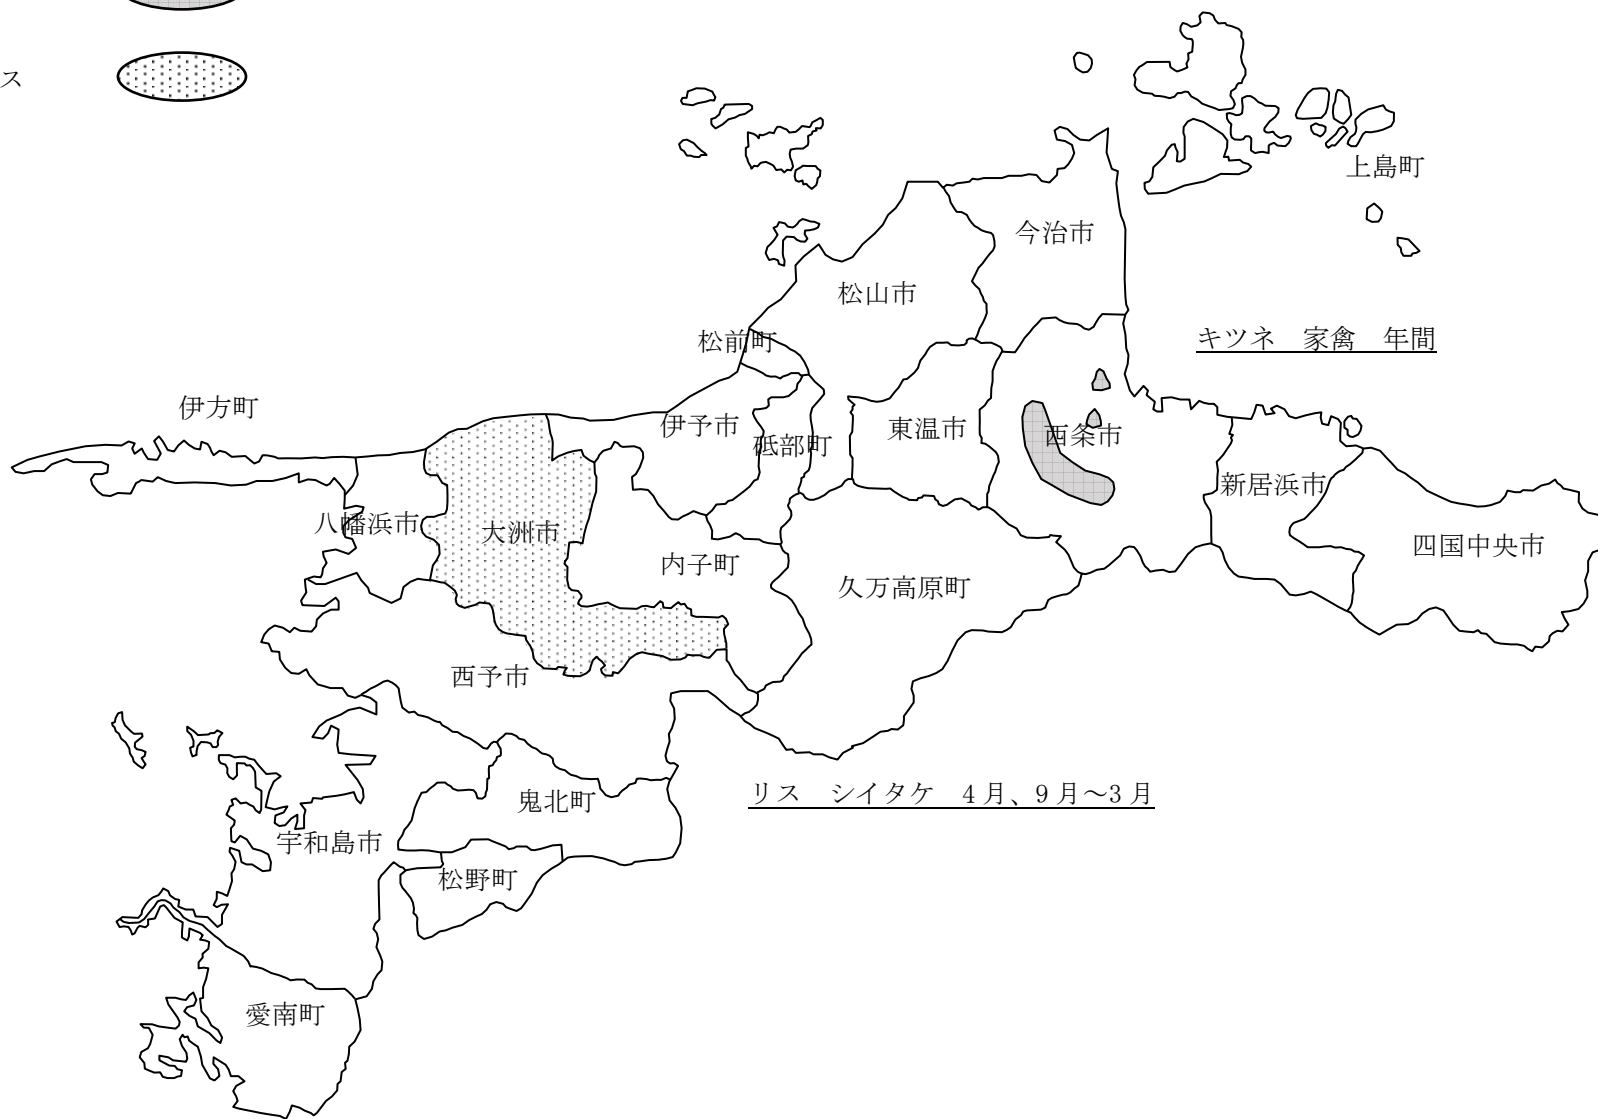 ス
上島町
今治市
松山市
松前町
キツネ　家禽　年間
伊方町
伊予市
砥部町
東温市
西条市
新居浜市
八幡浜市
大洲市
内子町
久万高原町
四国中央市
西予市
リス　シイタケ　4月、9月～3月
鬼北町
宇和島市
松野町
愛南町